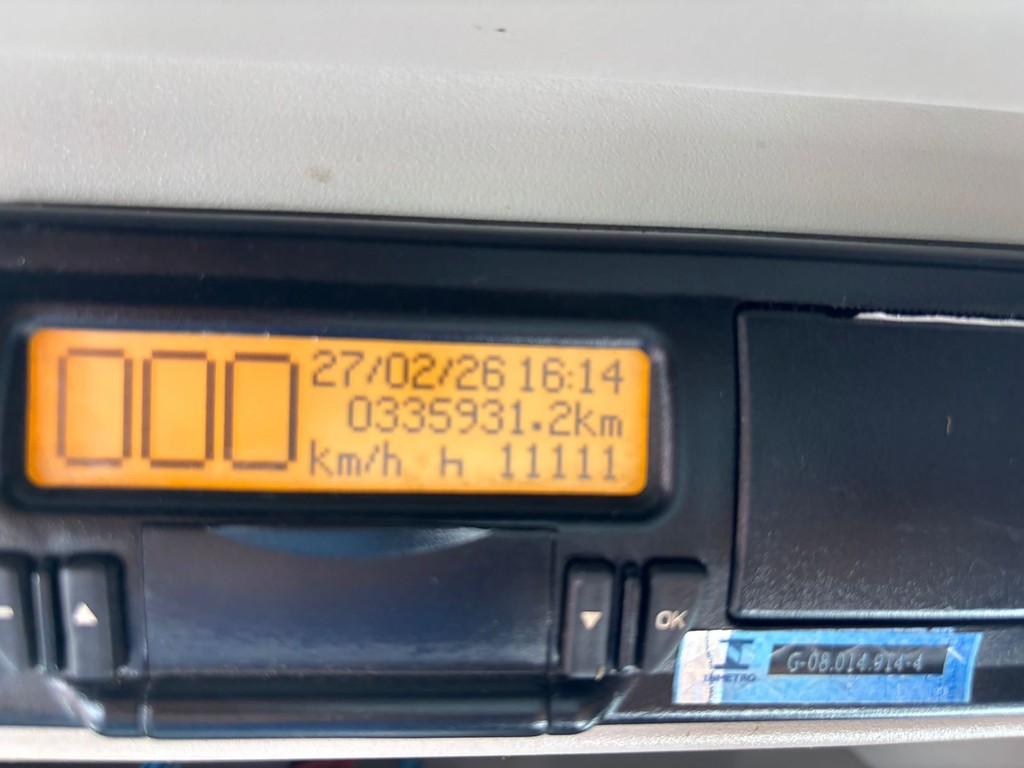 000 27/02/26 16:14
0335931.2km
km/h h 11111
OK
INMETRO
G-08.014.914-4